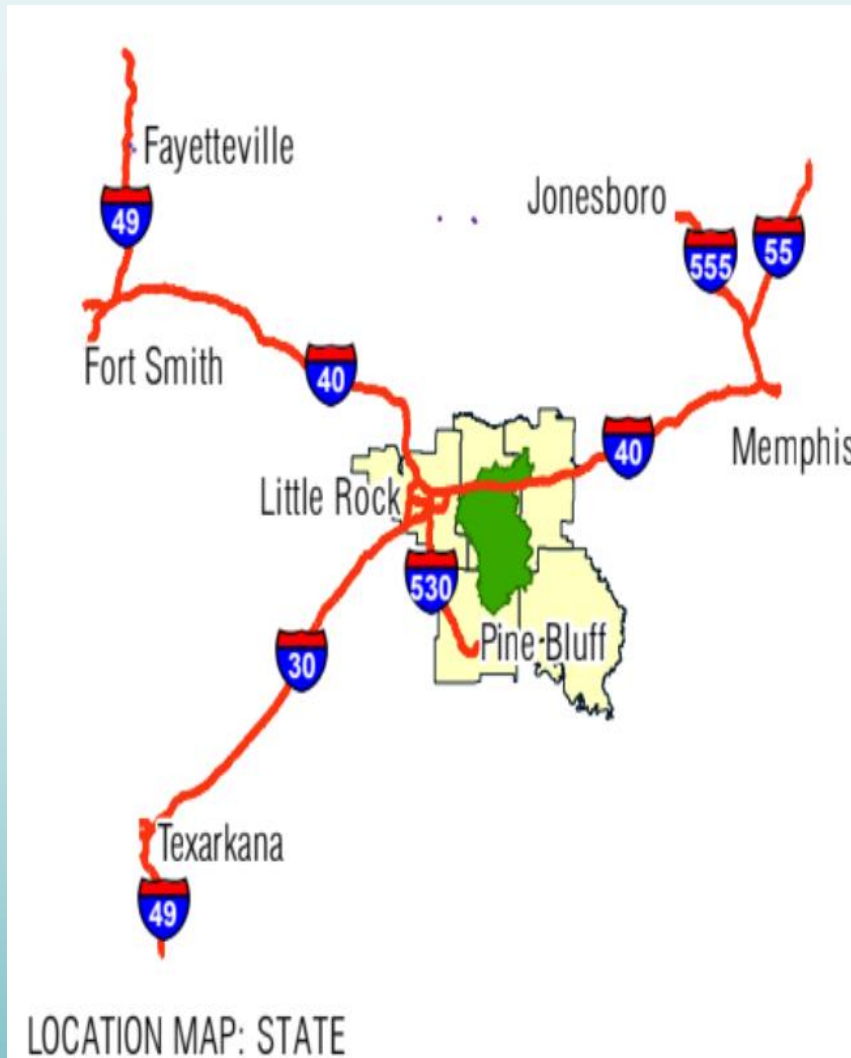 Fayetteville
49
Jonesboro
555
55
Fort Smith
40
40
Memphis
Little Rock
530
Pine Bluff
30
Texarkana
49
LOCATION MAP: STATE